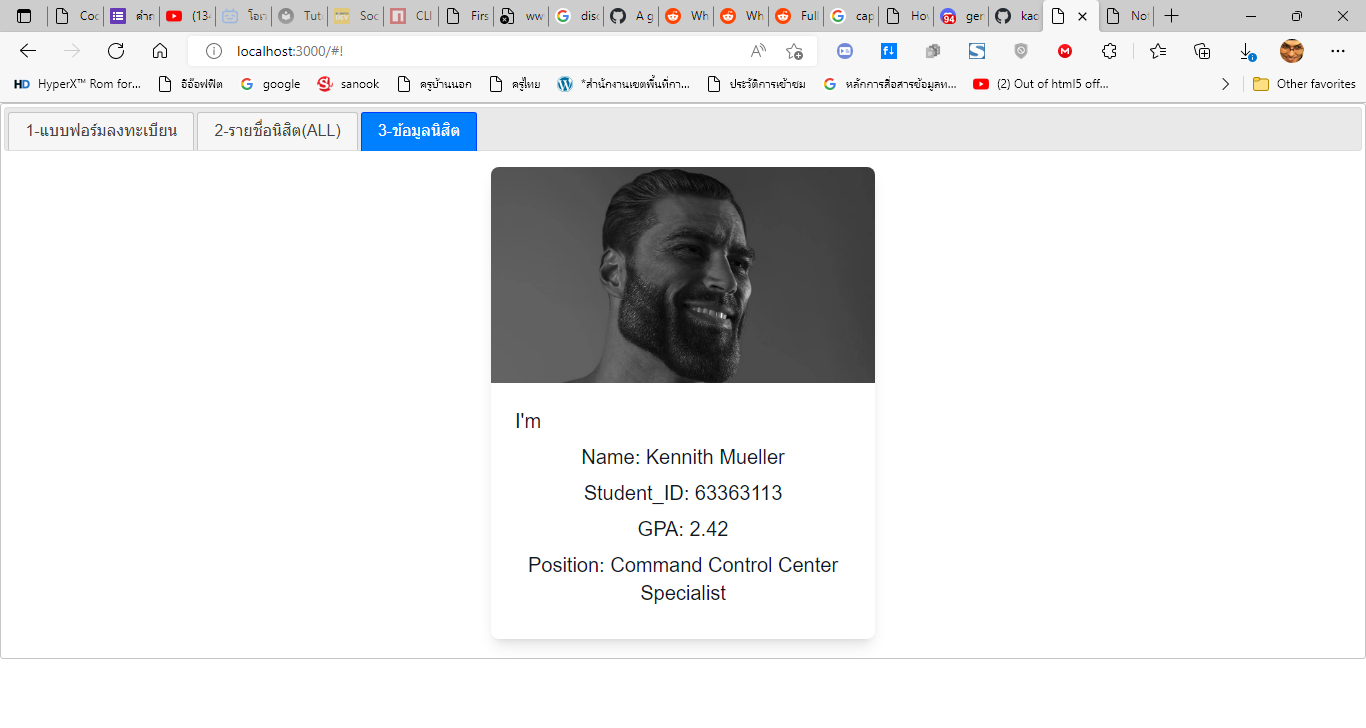 Coc
คำถ
(134
โอเว
Tut
Soc
CLI
Firs
ww
disc
A g
Wh
Wh
Full
cap
Hov
94
ger
kac
Not
localhost:3000/#!
HyperX™ Rom for...
อีอ๊อฟฟิต
google
sanook
ครูบ้านนอก
ครูไทย
*สำนักงานเขตพื้นที่กา...
ประวัติการเข้าชม
หลักการสื่อสารข้อมูลท...
(2) Out of html5 off...
Other favorites
1-แบบฟอร์มลงทะเบียน
2-รายชื่อนิสิต(ALL)
3-ข้อมูลนิสิต
I'm
Name: Kennith Mueller
Student_ID: 63363113
GPA: 2.42
Position: Command Control Center
Specialist